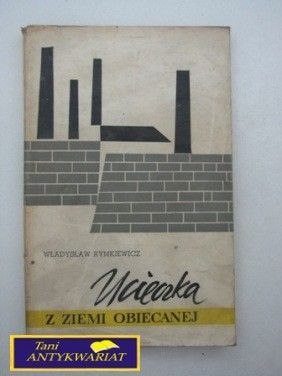 WŁADYSŁAW RYMKIEWICZ
Ucieczka
Z ZIEMI OBIECANEJ
Tani
ANTYKWARIAT